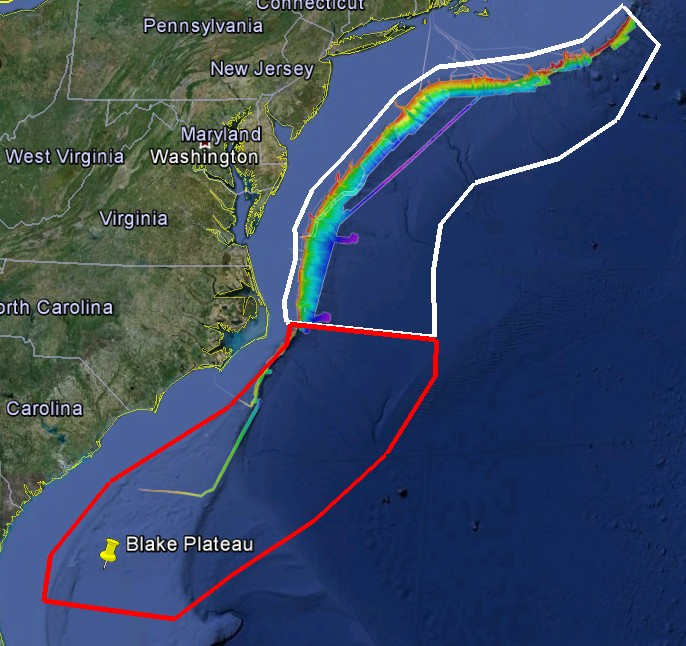 Connecticut
Pennsylvania
New Jersey
Maryland
West Virginia
Washington
Virginia
orth Carolina
Carolina
Blake Plateau